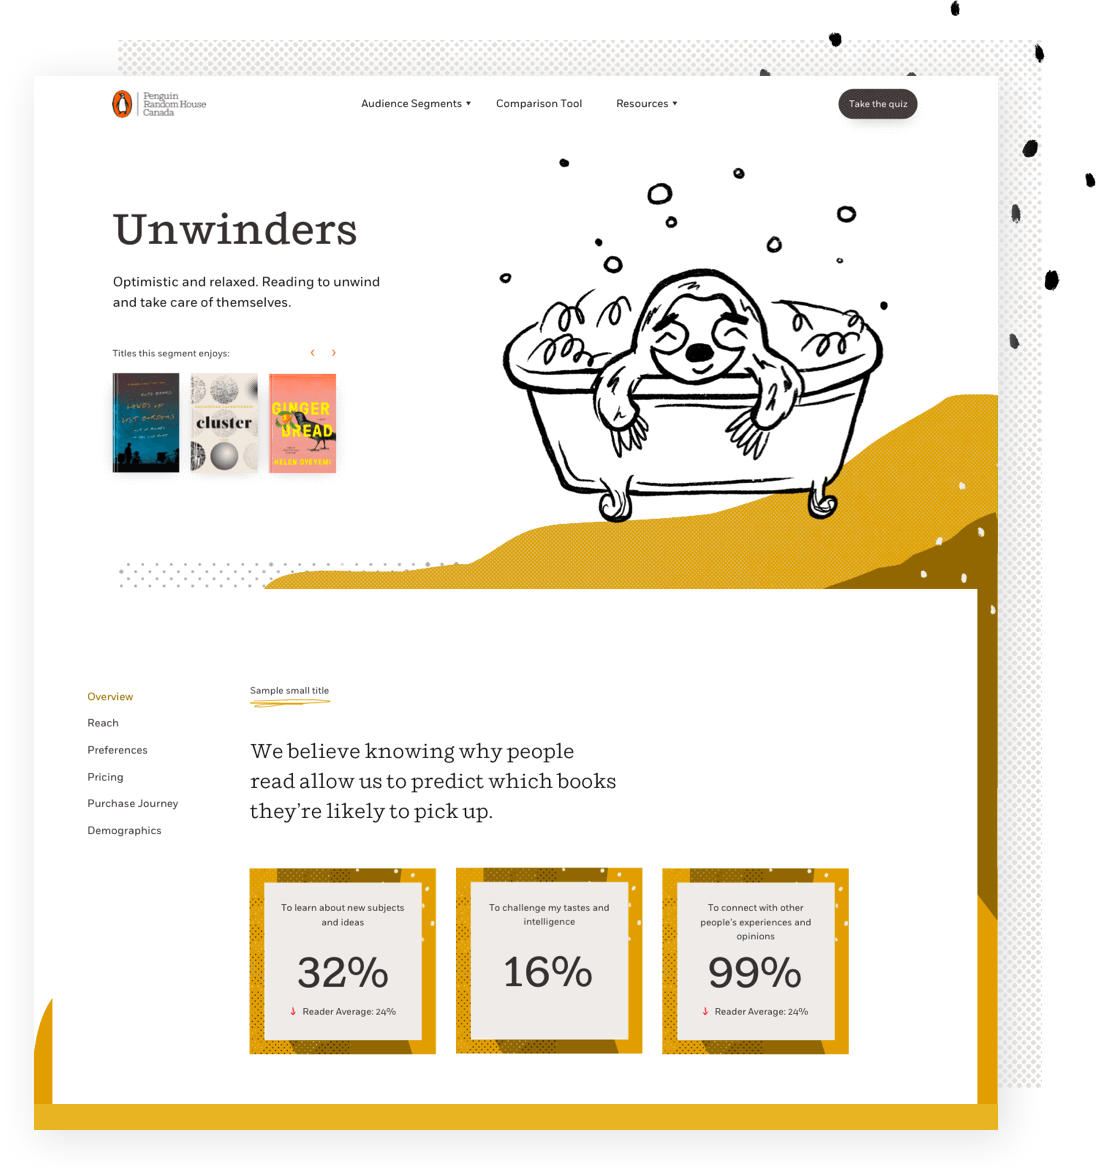 Penguin
Random House
Canada
Audience Segments
Comparison Tool
Resources
Take the quiz
Unwinders
Optimistic and relaxed. Reading to unwind
and take care of themselves.
Titles this segment enjoys:
cluster
GINGER
BREAD
HELEN OYEYEMI
Overview
Reach
Preferences
Pricing
Purchase Journey
Demographics
Sample small title
We believe knowing why people
read allow us to predict which books
they’re likely to pick up.
To learn about new subjects
and ideas
32%
Reader Average: 24%
To challenge my tastes and
intelligence
16%
To connect with other
people’s experiences and
opinions
99%
Reader Average: 24%